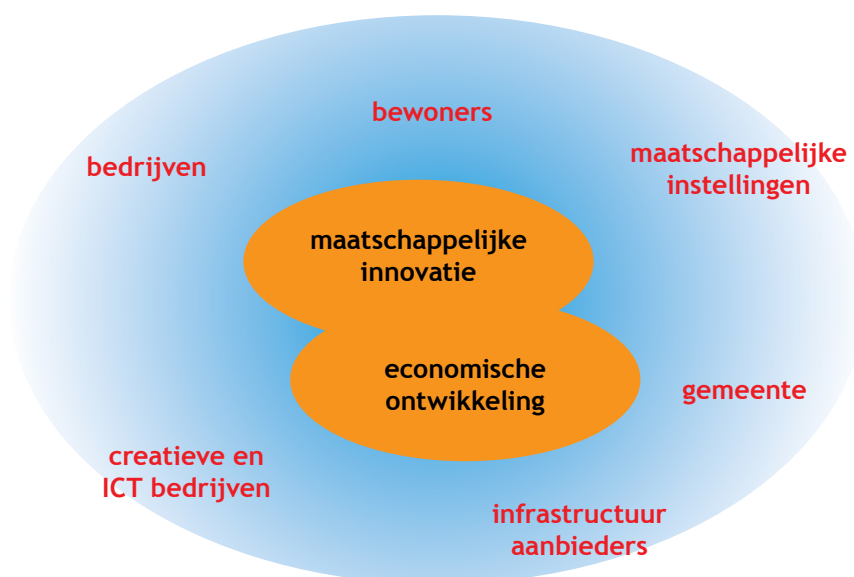 bewoners
bedrijven
maatschappelijke
instellingen
maatschappelijke
innovatie
economische
ontwikkeling
gemeente
creatieve en
ICT bedrijven
infrastructuur
aanbieders